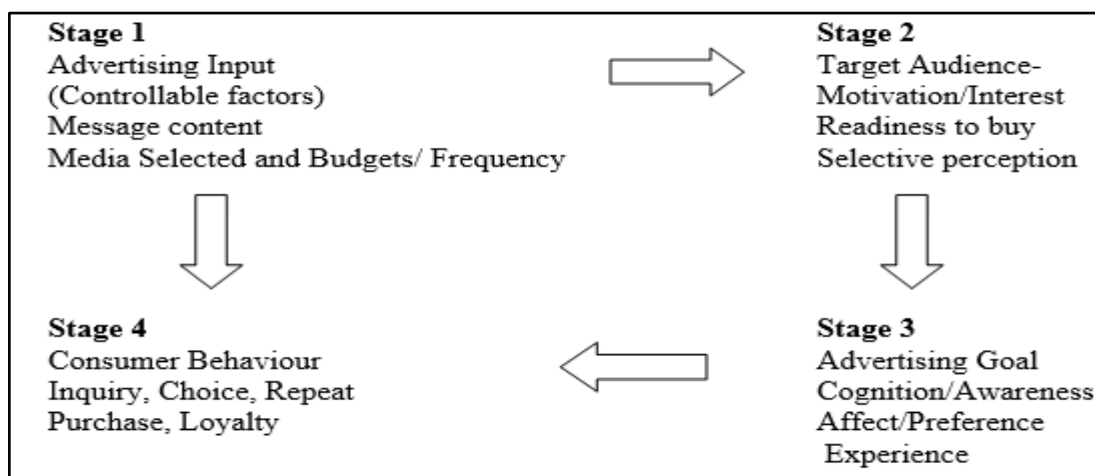 Stage 1
Advertising Input
(Controllable factors)
Message content
Media Selected and Budgets/ Frequency
Stage 2
Target Audience-
Motivation/Interest
Readiness to buy
Selective perception
Stage 4
Consumer Behaviour
Inquiry, Choice, Repeat
Purchase, Loyalty
Stage 3
Advertising Goal
Cognition/Awareness
Affect/Preference
Experience